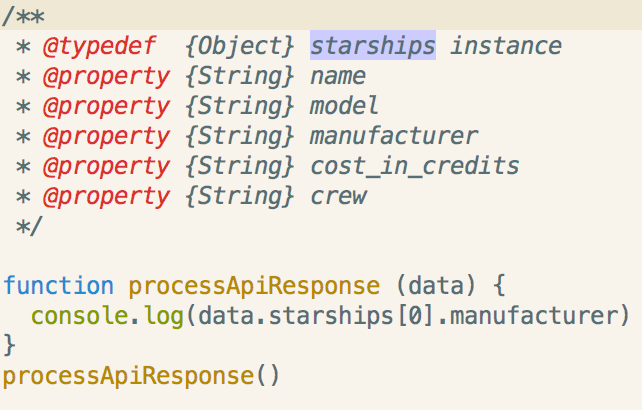 /**
 * @typedef  {Object} starships instance
 * @property {String} name
 * @property {String} model
 * @property {String} manufacturer
 * @property {String} cost_in_credits
 * @property {String} crew
 */

function processApiResponse (data) {
  console.log(data.starships[0].manufacturer)
}
processApiResponse()